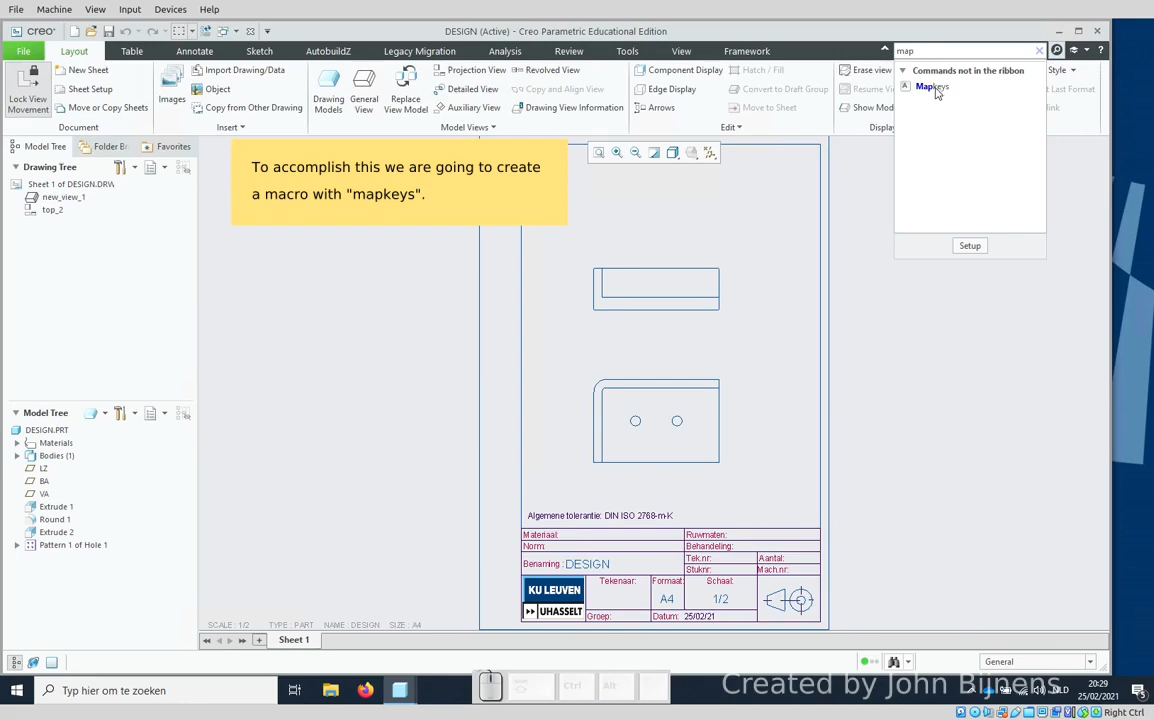 File Machine View Input Devices Help
creo DESIGN (Active) - Creo Parametric Educational Edition
File Layout Table Annotate Sketch AutobuildZ Legacy Migration Analysis Review Tools View Framework map
Lock View Movement
New Sheet
Sheet Setup
Move or Copy Sheets
Document
Images
Import Drawing/Data
Object
Copy from Other Drawing
Insert
Drawing Models
General View
Replace View Model
Projection View
Detailed View
Auxiliary View
Revolved View
Copy and Align View
Drawing View Information
Model Views
Component Display
Edge Display
Arrows
Hatch / Fill
Convert to Draft Group
Move to Sheet
Edit
Erase view
Resume Vi
Show Mod
Displa
Commands not in the ribbon
Mapkeys
Setup
Style
Last Format
link
Model Tree Folder Br Favorites
Drawing Tree
Sheet 1 of DESIGN.DRW
new_view_1
top_2
To accomplish this we are going to create
a macro with "mapkeys".
Model Tree
DESIGN.PRT
Materials
Bodies (1)
LZ
BA
VA
Extrude 1
Round 1
Extrude 2
Pattern 1 of Hole 1
Algemene tolerantie: DIN ISO 2768-m-K
Materiaal: Ruwmaten:
Norm: Behandeling:
Benaming : DESIGN Tek.nr: Aantal:
Stuknr: Mach.nr:
KU LEUVEN
UHASSELT
Tekenaar: Formaat: Schaal:
A4 1/2
Groep: Datum: 25/02/21
SCALE : 1/2 TYPE : PART NAME : DESIGN SIZE : A4
Sheet 1
General
Typ hier om te zoeken
Ctrl Alt
Created by John Bijnens
NLD
20:29
25/02/2021
Right Ctrl